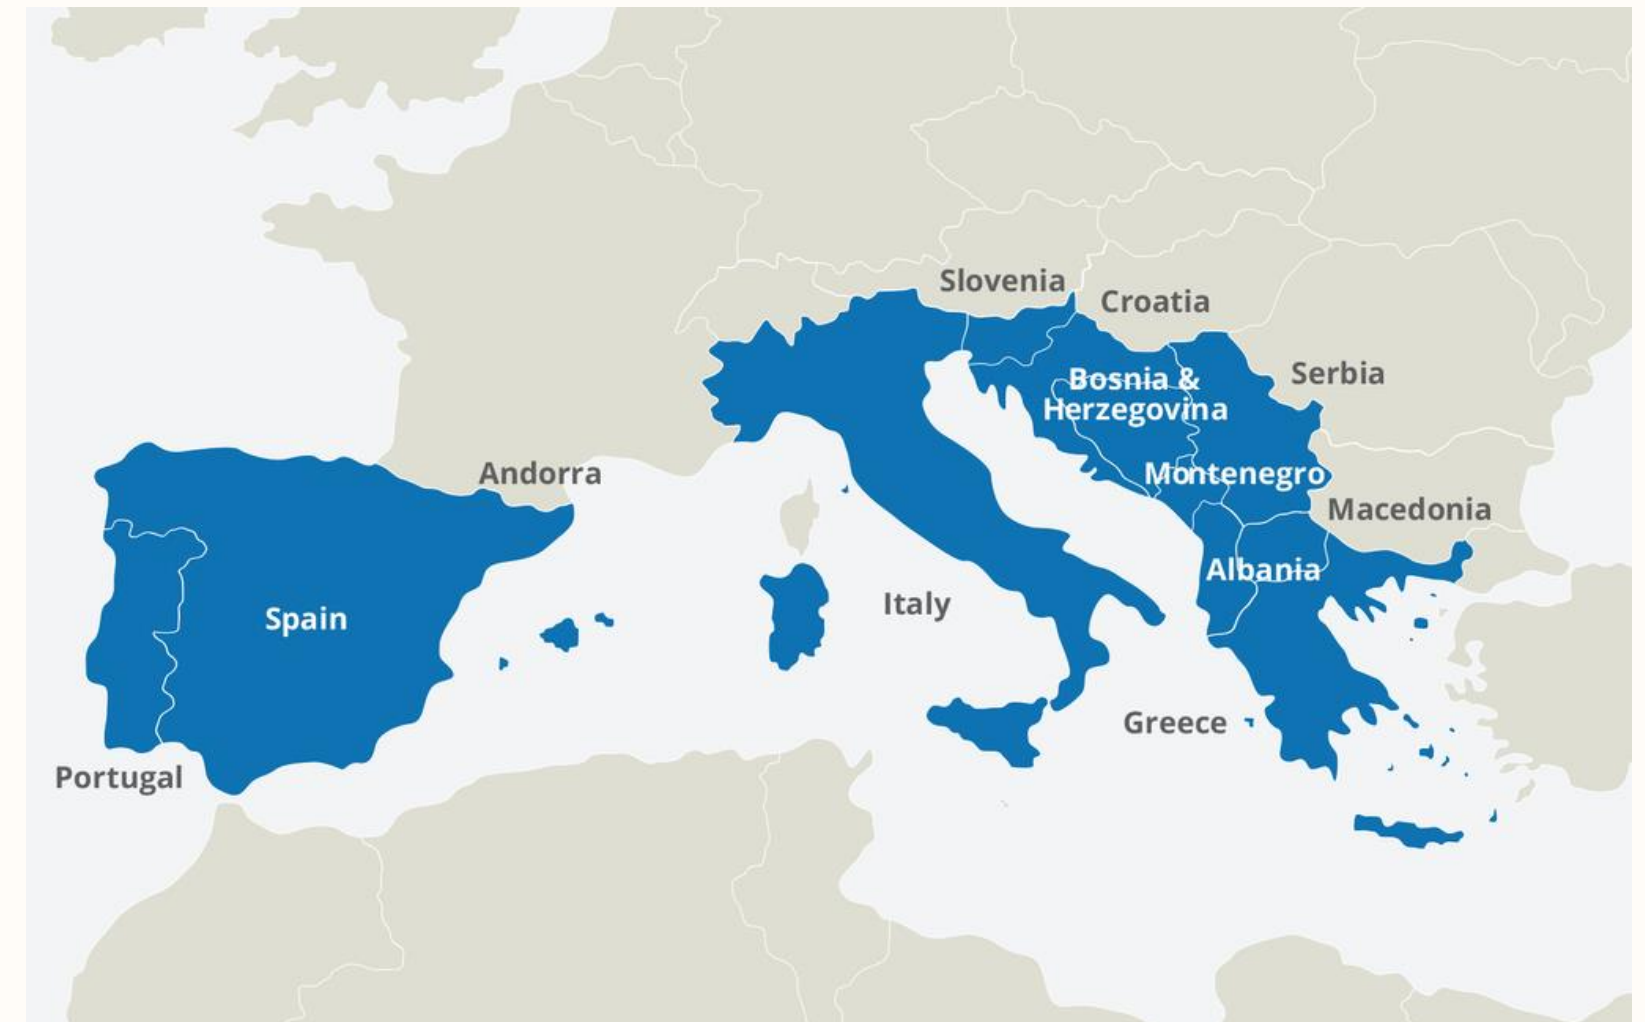 Slovenia
Croatia
Serbia
Bosnia &
Herzegovina
Andorra
Montenegro
Macedonia
Albania
Italy
Spain
Greece
Portugal